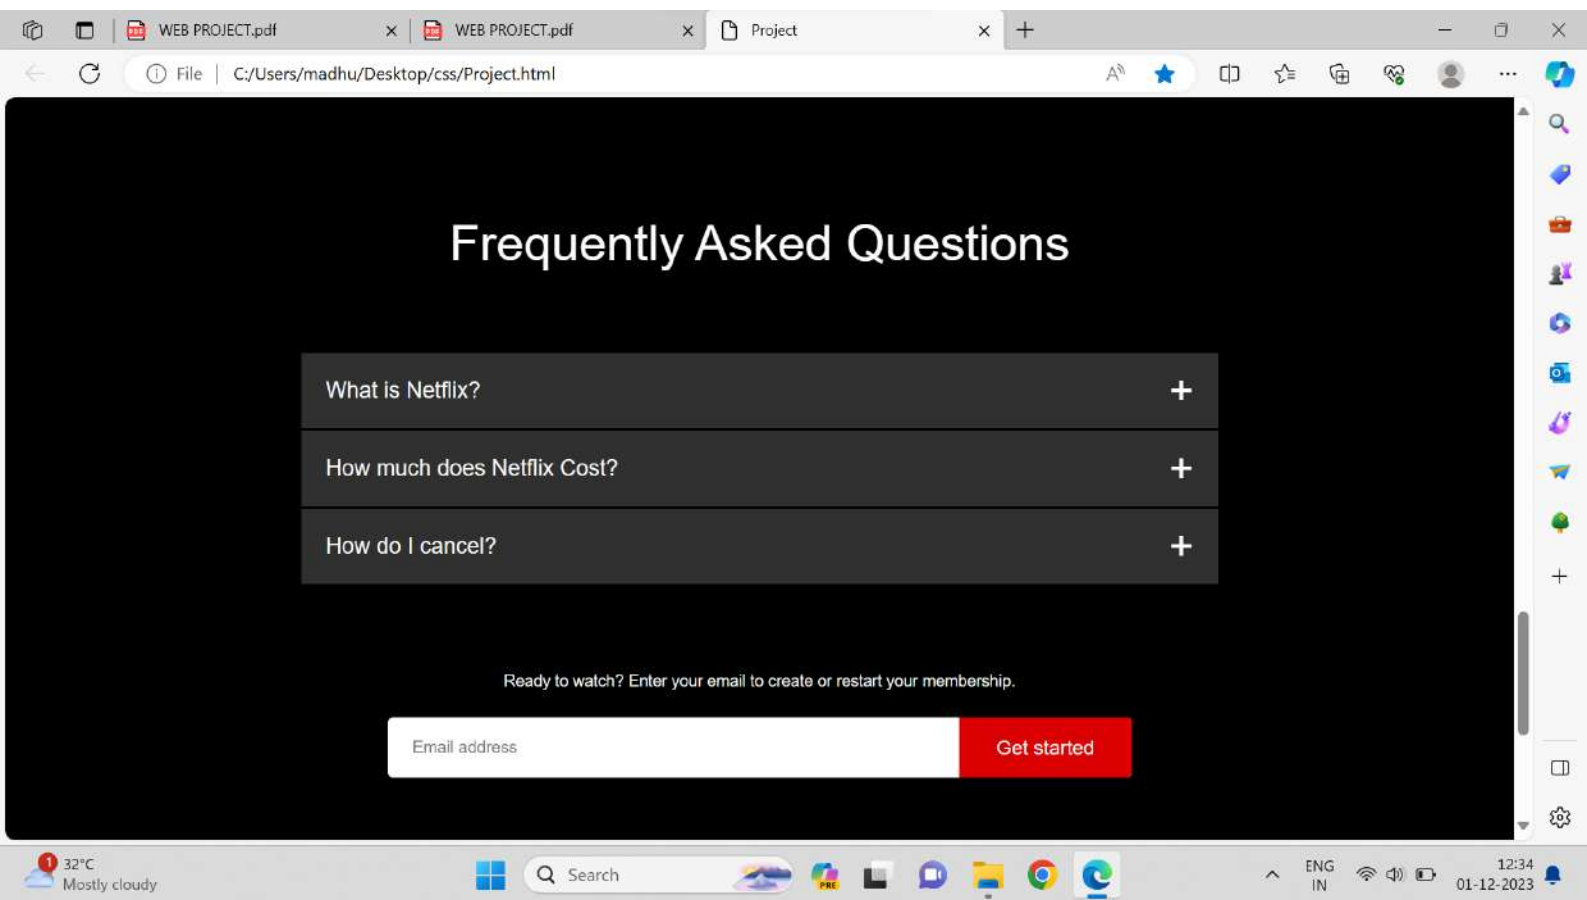 WEB PROJECT.pdf
WEB PROJECT.pdf
Project
File
C:/Users/madhu/Desktop/css/Project.html
Frequently Asked Questions
What is Netflix?
How much does Netflix Cost?
How do I cancel?
Ready to watch? Enter your email to create or restart your membership.
Email address
Get started
1
32°C
Mostly cloudy
Search
PRE
ENG
IN
12:34
01-12-2023